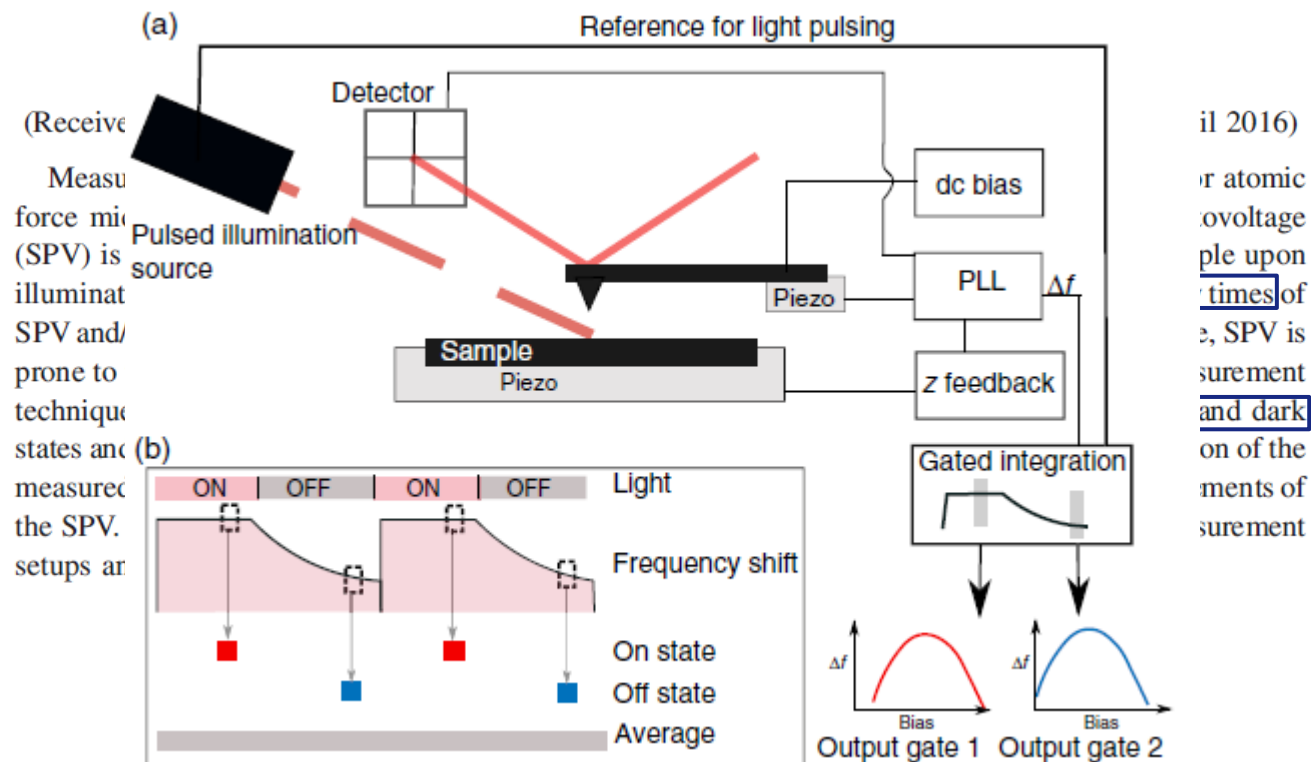 (a)
Reference for light pulsing
Detector
(Receive
il 2016)
Measu
r atomic
dc bias
force mi
tovoltage
Pulsed illumination
source
(SPV) is
ple upon
PLL
Δf
illuminat
times of
Piezo
SPV and/
e, SPV is
Sample
Piezo
z feedback
prone to
surement
technique
and dark
states and
on of the
(b)
Gated integration
ON OFF ON OFF
Light
measured
ements of
the SPV.
surement
Frequency shift
setups an
On state
Off state
Average
Δf
Bias
Output gate 1
Δf
Bias
Output gate 2